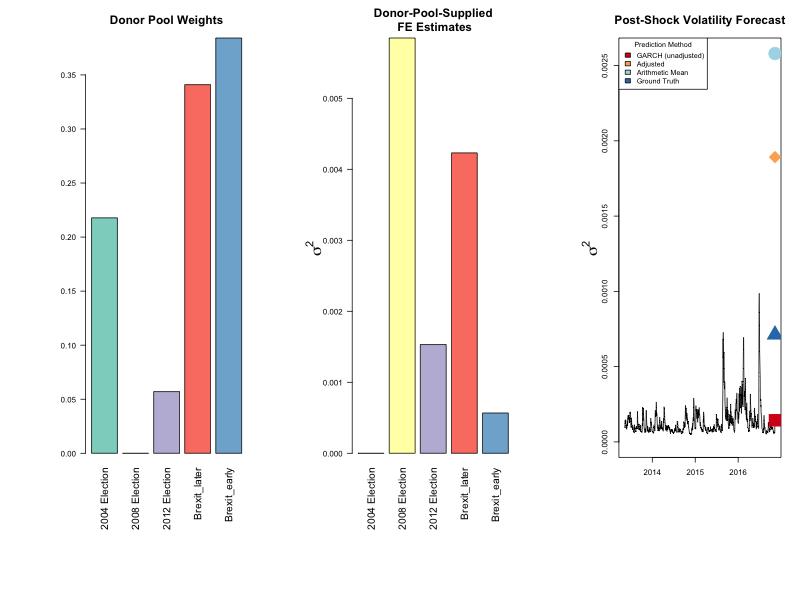 Donor Pool Weights
0.35
0.30
0.25
0.20
0.15
0.10
0.05
0.00
2004 Election
2008 Election
2012 Election
Brexit_later
Brexit_early
Donor-Pool-Supplied
FE Estimates
σ2
0.005
0.004
0.003
0.002
0.001
0.000
2004 Election
2008 Election
2012 Election
Brexit_later
Brexit_early
Post-Shock Volatility Forecast
Prediction Method
GARCH (unadjusted)
Adjusted
Arithmetic Mean
Ground Truth
σ2
0.0025
0.0020
0.0015
0.0010
0.0005
0.0000
2014
2015
2016